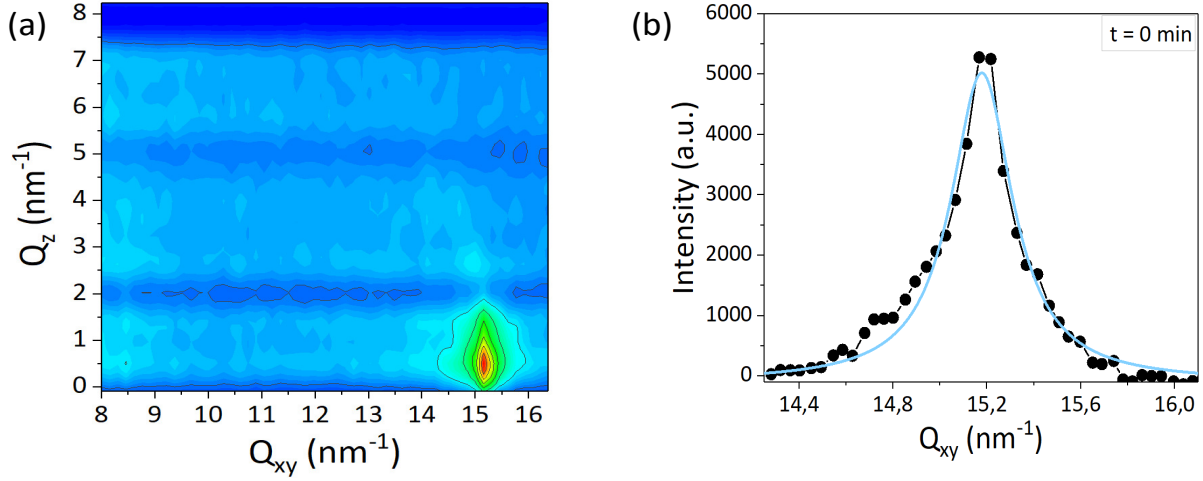 (a)
8
7
6
5
4
3
2
1
0
Q_z (nm⁻¹)
8 9 10 11 12 13 14 15 16
Q_xy (nm⁻¹)
(b)
t = 0 min
6000
5000
4000
3000
2000
1000
0
Intensity (a.u.)
14,4 14,8 15,2 15,6 16,0
Q_xy (nm⁻¹)